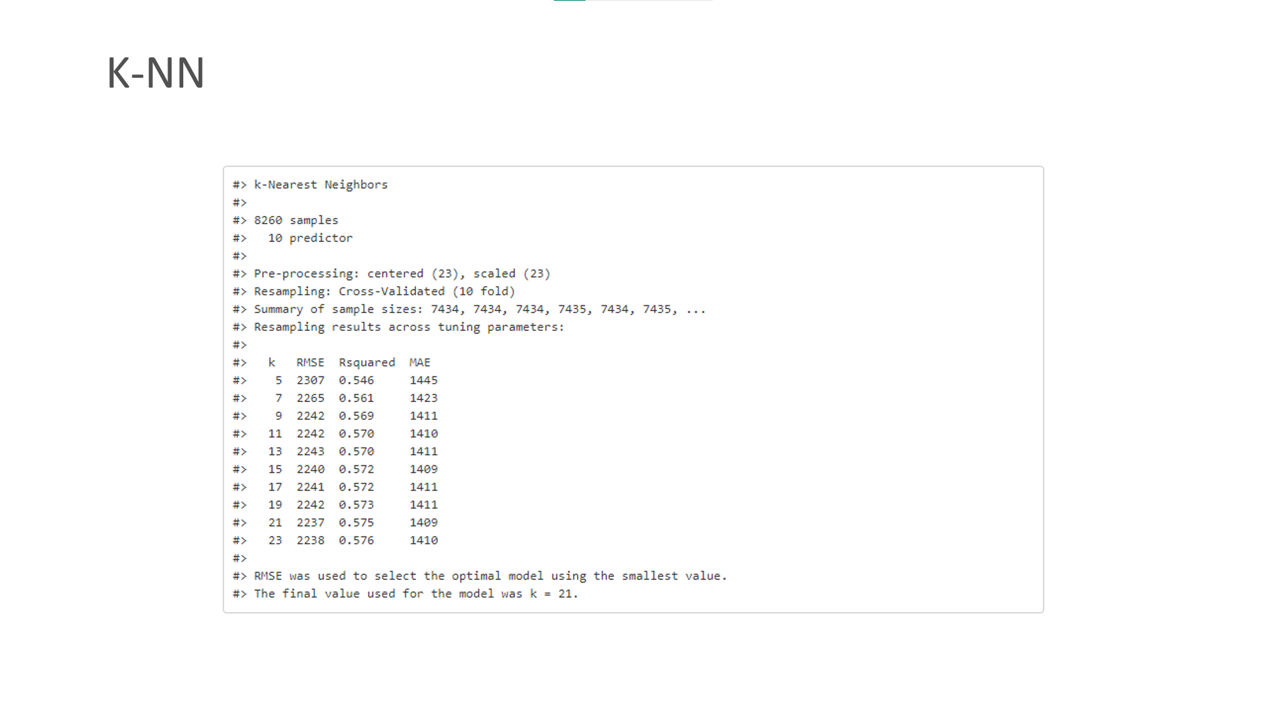 K-NN
#> k-Nearest Neighbors
#>
#> 8260 samples
#>   10 predictor
#>
#> Pre-processing: centered (23), scaled (23)
#> Resampling: Cross-Validated (10 fold)
#> Summary of sample sizes: 7434, 7434, 7434, 7435, 7434, 7435, ...
#> Resampling results across tuning parameters:
#>
#>   k   RMSE  Rsquared  MAE
#>    5  2307  0.546     1445
#>    7  2265  0.561     1423
#>    9  2242  0.569     1411
#>   11  2242  0.570     1410
#>   13  2243  0.570     1411
#>   15  2240  0.572     1409
#>   17  2241  0.572     1411
#>   19  2242  0.573     1411
#>   21  2237  0.575     1409
#>   23  2238  0.576     1410
#>
#> RMSE was used to select the optimal model using the smallest value.
#> The final value used for the model was k = 21.